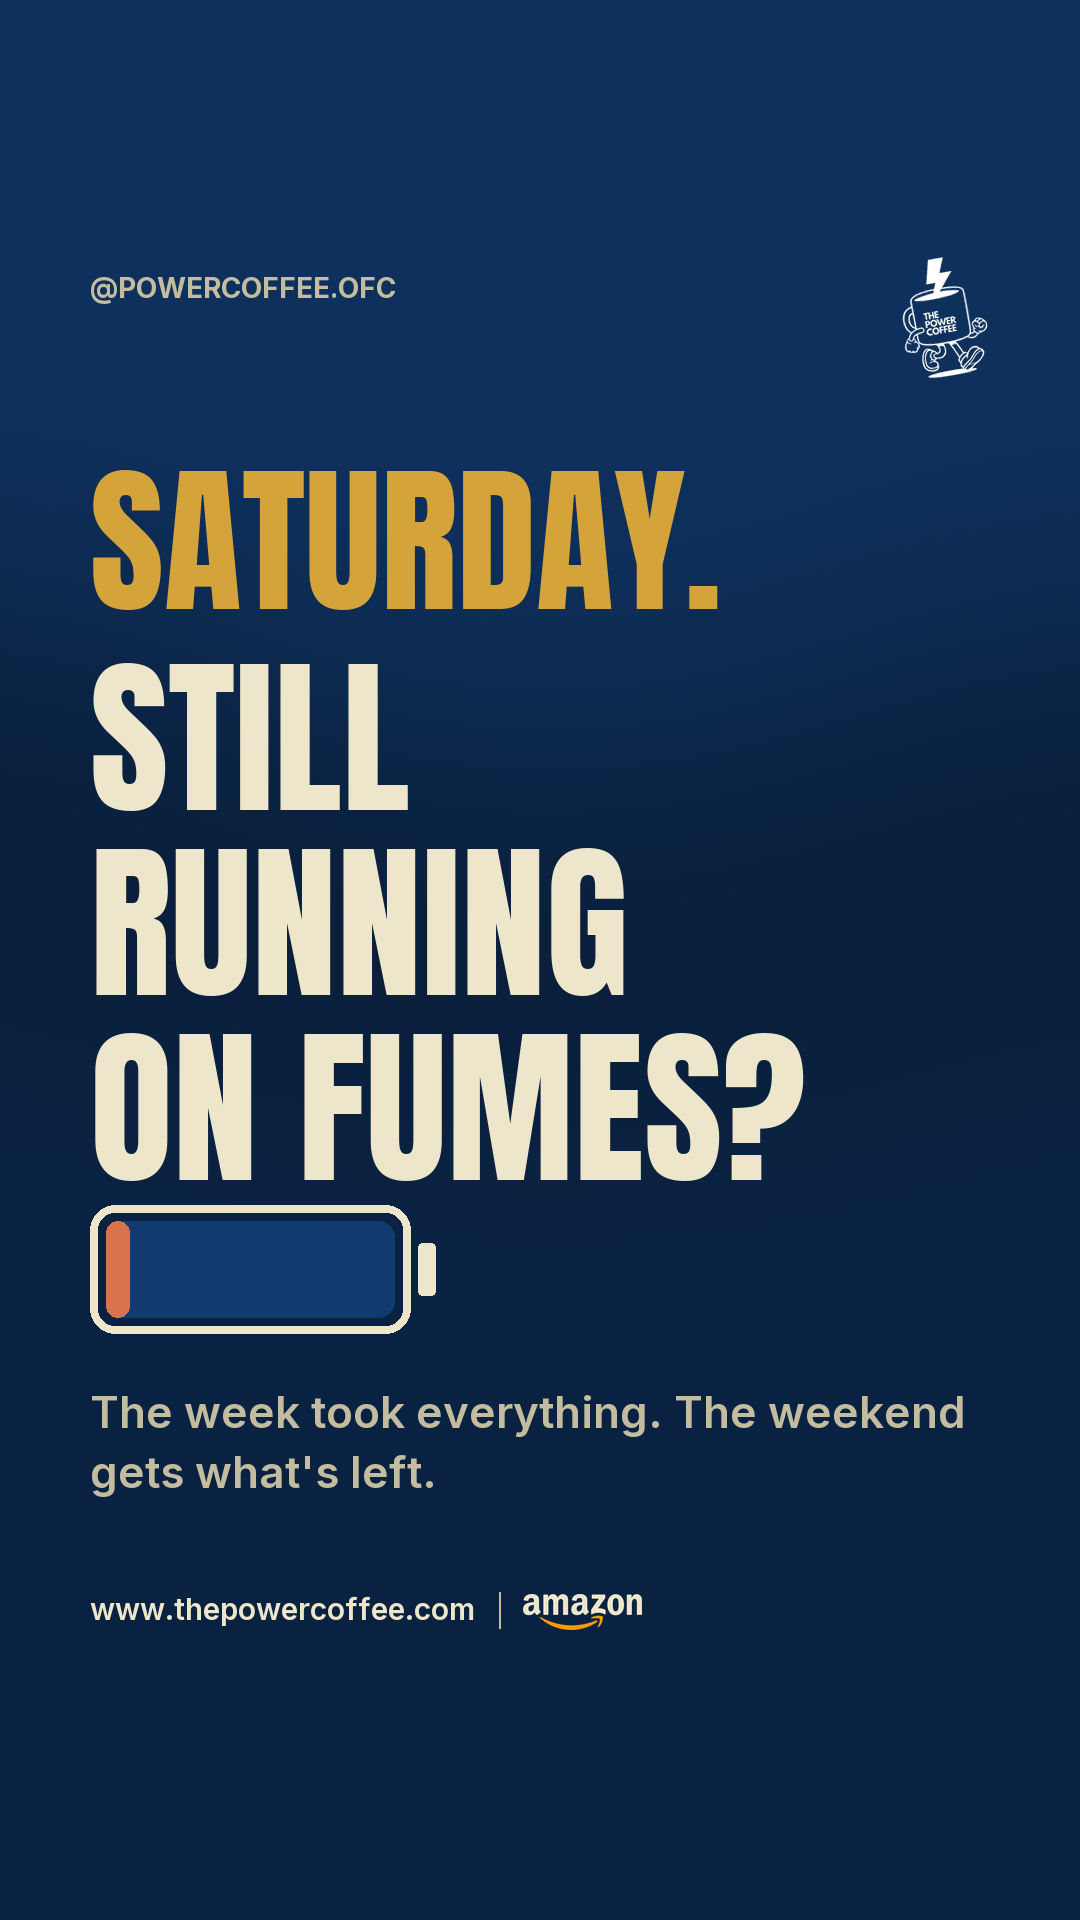 @POWERCOFFEE.OFC
THE
POWER
COFFEE
SATURDAY.
STILL
RUNNING
ON FUMES?
The week took everything. The weekend
gets what's left.
www.thepowercoffee.com | amazon